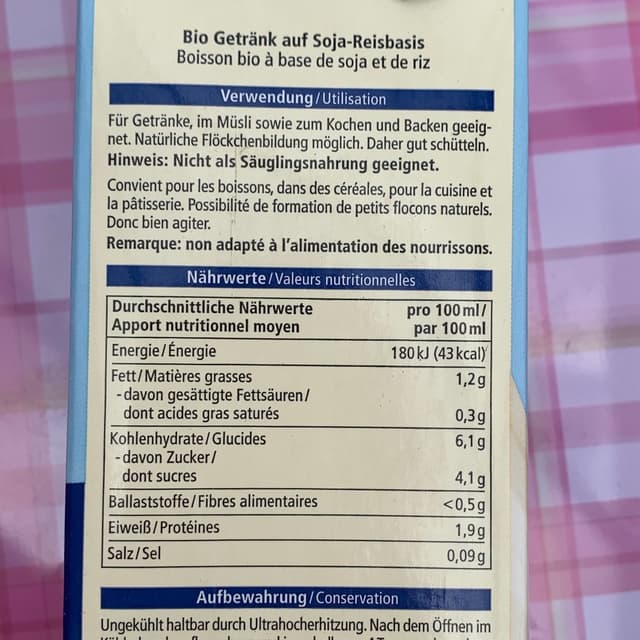 Bio Getränk auf Soja-Reisbasis
Boisson bio à base de soja et de riz
Verwendung/Utilisation
Für Getränke, im Müsli sowie zum Kochen und Backen geeig-
net. Natürliche Flöckchenbildung möglich. Daher gut schütteln.
Hinweis: Nicht als Säuglingsnahrung geeignet.
Convient pour les boissons, dans des céréales, pour la cuisine et
la pâtisserie. Possibilité de formation de petits flocons naturels.
Donc bien agiter.
Remarque: non adapté à l'alimentation des nourrissons.
Nährwerte/Valeurs nutritionnelles
Durchschnittliche Nährwerte pro 100 ml/
Apport nutritionnel moyen par 100 ml
Energie/Énergie 180 kJ (43 kcal)
Fett/Matières grasses 1,2 g
- davon gesättigte Fettsäuren/
dont acides gras saturés 0,3 g
Kohlenhydrate/Glucides 6,1 g
- davon Zucker/
dont sucres 4,1 g
Ballaststoffe/Fibres alimentaires <0,5 g
Eiweiß/Protéines 1,9 g
Salz/Sel 0,09 g
Aufbewahrung/Conservation
Ungekühlt haltbar durch Ultrahocherhitzung. Nach dem Öffnen im